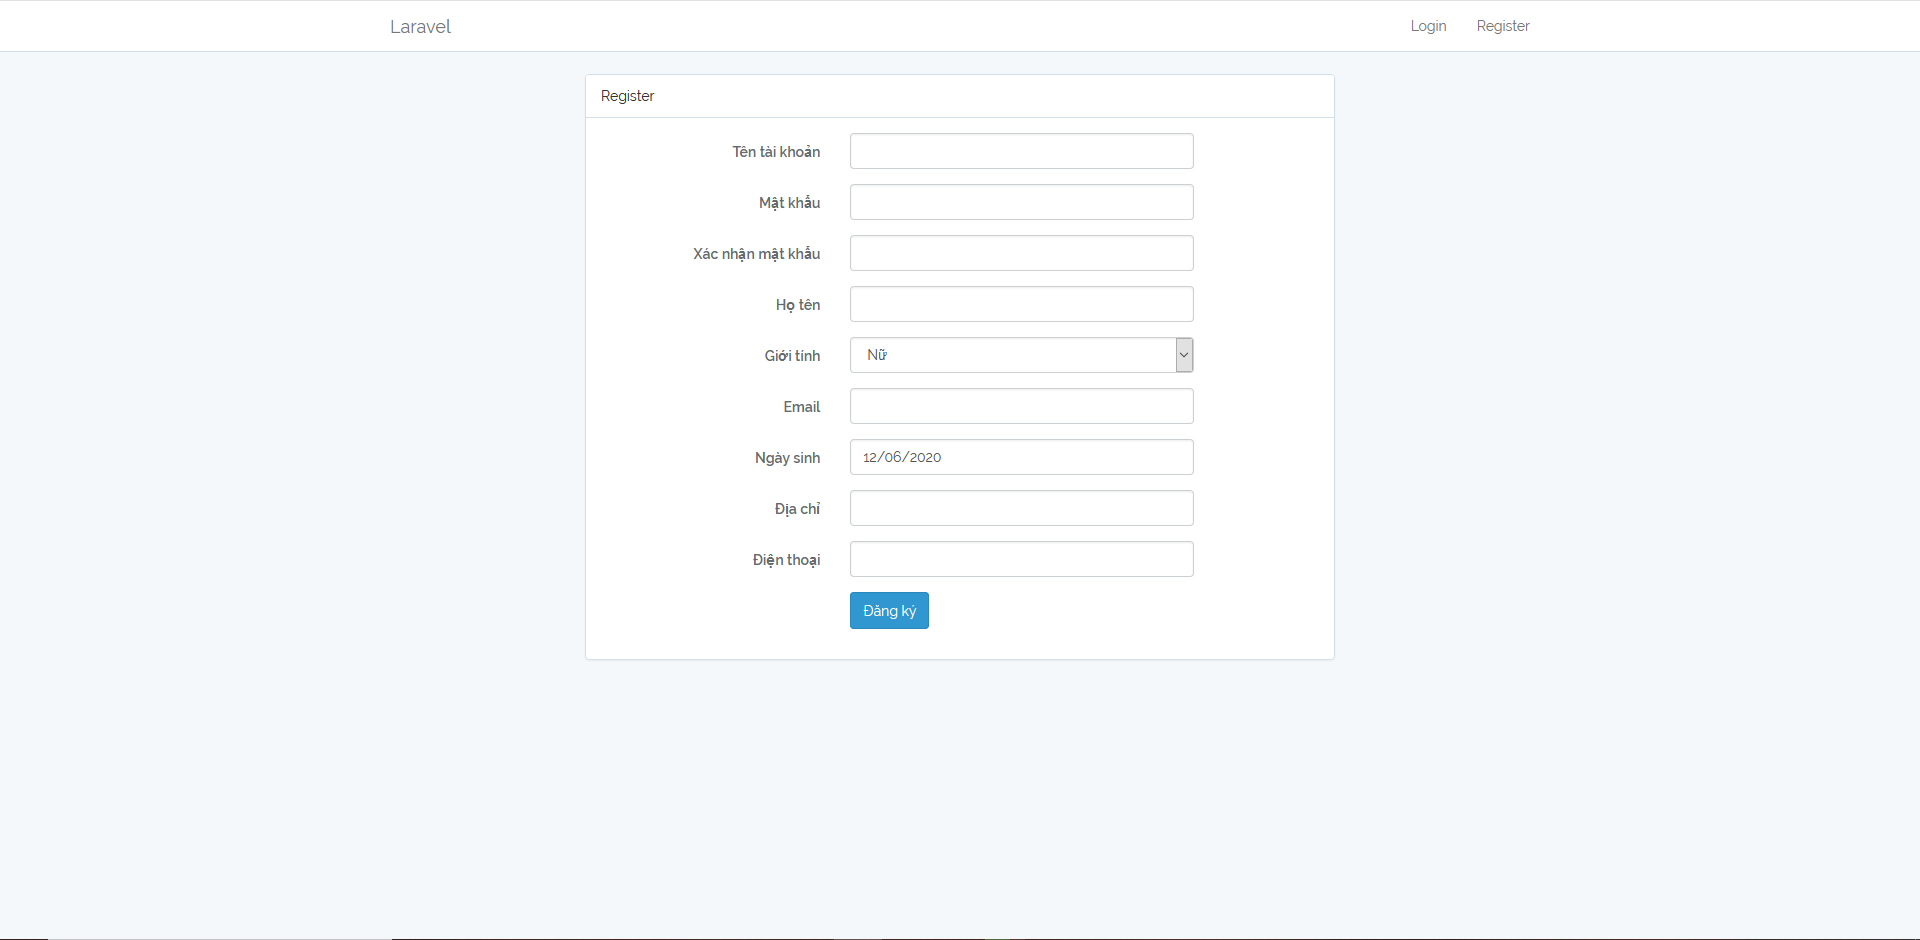 Laravel
Login
Register
Register
Tên tài khoản
Mật khẩu
Xác nhận mật khẩu
Họ tên
Giới tính
Nữ
Email
Ngày sinh
12/06/2020
Địa chỉ
Điện thoại
Đăng ký